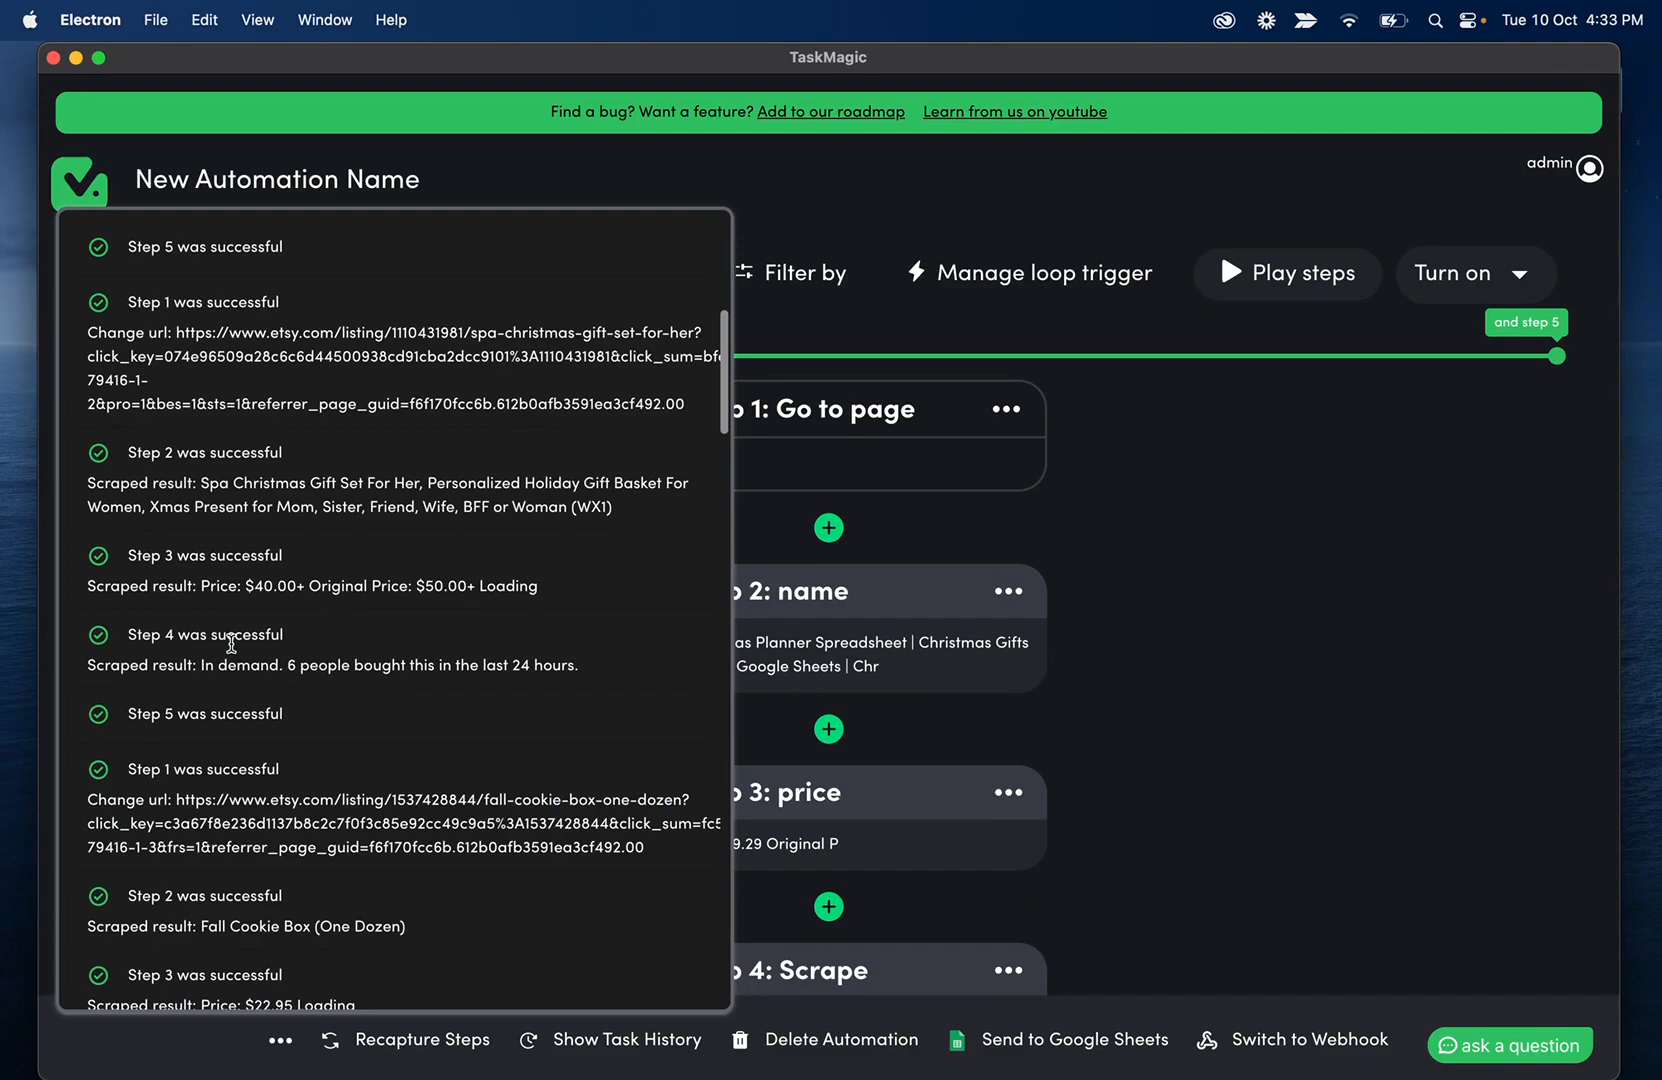 Electron File Edit View Window Help Tue 10 Oct 4:33 PM
TaskMagic
Find a bug? Want a feature? Add to our roadmap Learn from us on youtube
New Automation Name
admin
Filter by Manage loop trigger Play steps Turn on
and step 5
Step 5 was successful
Step 1 was successful
Change url: https://www.etsy.com/listing/1110431981/spa-christmas-gift-set-for-her?
click_key=074e96509a28c6c6d44500938cd91cba2dcc9101%3A1110431981&click_sum=bf
79416-1-
2&pro=1&bes=1&sts=1&referrer_page_guid=f6f170fcc6b.612b0afb3591ea3cf492.00
Step 2 was successful
Scraped result: Spa Christmas Gift Set For Her, Personalized Holiday Gift Basket For
Women, Xmas Present for Mom, Sister, Friend, Wife, BFF or Woman (WX1)
Step 3 was successful
Scraped result: Price: $40.00+ Original Price: $50.00+ Loading
Step 4 was successful
Scraped result: In demand. 6 people bought this in the last 24 hours.
Step 5 was successful
Step 1 was successful
Change url: https://www.etsy.com/listing/1537428844/fall-cookie-box-one-dozen?
click_key=c3a67f8e236d1137b8c2c7f0f3c85e92cc49c9a5%3A1537428844&click_sum=fc5
79416-1-3&frs=1&referrer_page_guid=f6f170fcc6b.612b0afb3591ea3cf492.00
Step 2 was successful
Scraped result: Fall Cookie Box (One Dozen)
Step 3 was successful
Scraped result: Price: $22.95 Loading
1: Go to page
2: name
as Planner Spreadsheet | Christmas Gifts
Google Sheets | Chr
3: price
9.29 Original P
4: Scrape
Recapture Steps Show Task History Delete Automation Send to Google Sheets Switch to Webhook ask a question